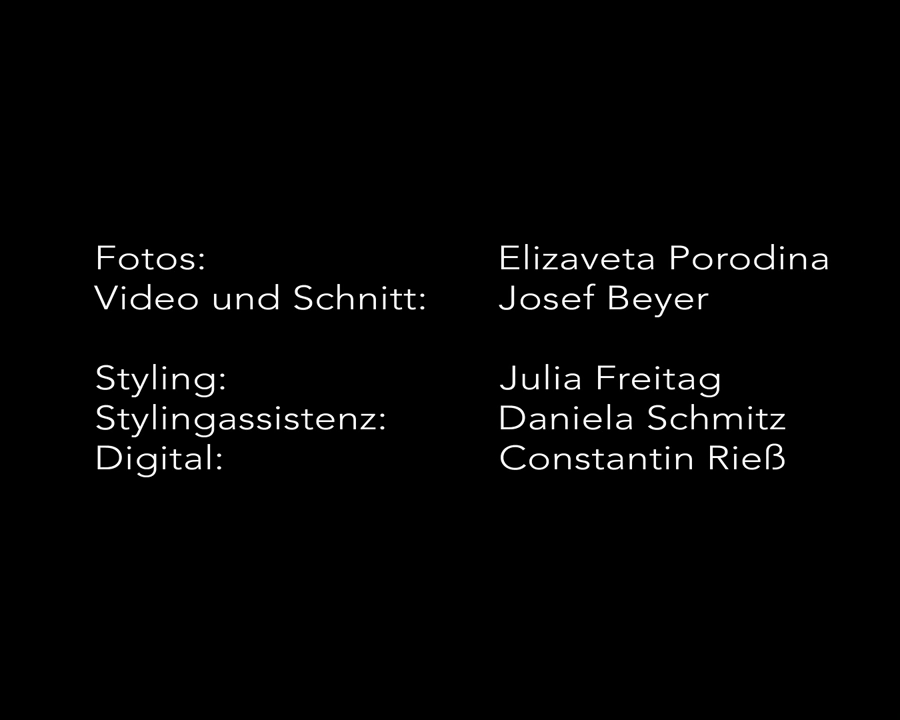 Fotos: Elizaveta Porodina
Video und Schnitt: Josef Beyer
Styling: Julia Freitag
Stylingassistenz: Daniela Schmitz
Digital: Constantin Rieß